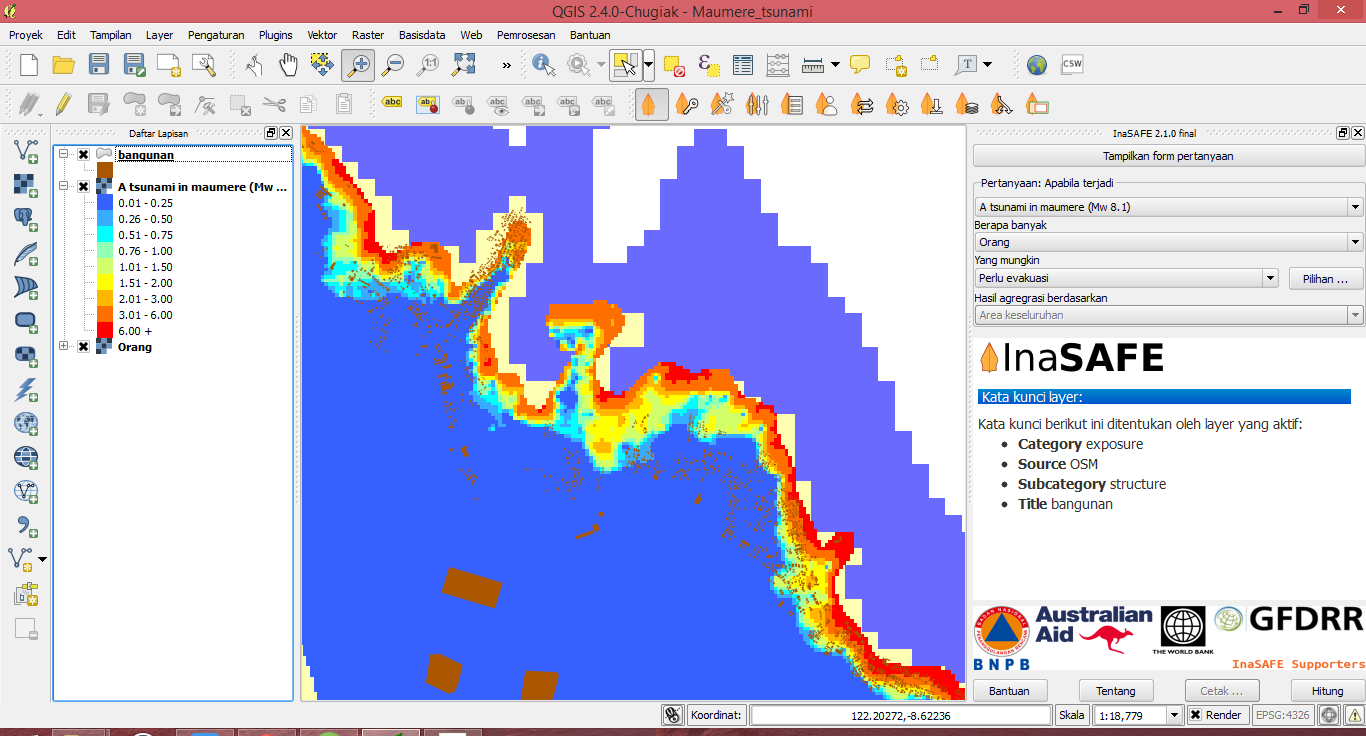 QGIS 2.4.0-Chugiak - Maumere_tsunami
Proyek Edit Tampilan Layer Pengaturan Plugins Vektor Raster Basisdata Web Pemrosesan Bantuan
1:1
»
T
CSW
abc ab abc abc abc abc abc
Daftar Lapisan
bangunan
A tsunami in maumere (Mw ...
0.01 - 0.25
0.26 - 0.50
0.51 - 0.75
0.76 - 1.00
1.01 - 1.50
1.51 - 2.00
2.01 - 3.00
3.01 - 6.00
6.00 +
Orang
InaSAFE 2.1.0 final
Tampilkan form pertanyaan
Pertanyaan: Apabila terjadi
A tsunami in maumere (Mw 8.1)
Berapa banyak
Orang
Yang mungkin
Perlu evakuasi
Pilihan ...
Hasil agregrasi berdasarkan
Area keseluruhan
InaSAFE
Kata kunci layer:
Kata kunci berikut ini ditentukan oleh layer yang aktif:
• Category exposure
• Source OSM
• Subcategory structure
• Title bangunan
BNPB
Australian Aid
THE WORLD BANK
GFDRR
InaSAFE Supporters
Bantuan Tentang Cetak ... Hitung
Koordinat: 122.20272,-8.62236 Skala 1:18,779 Render EPSG:4326